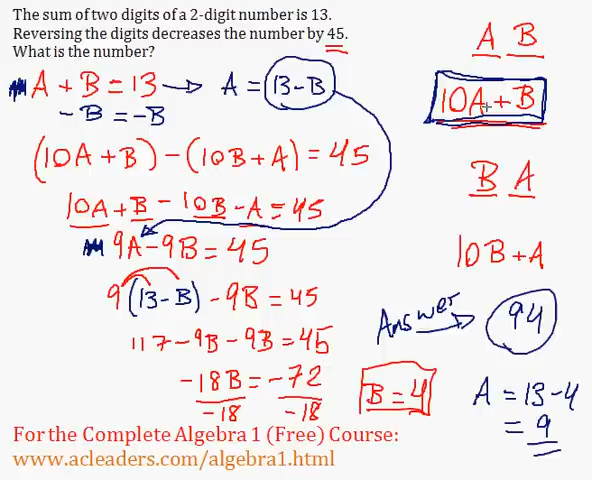 The sum of two digits of a 2-digit number is 13.
Reversing the digits decreases the number by 45.
What is the number?
A B
A + B = 13 → A = 13 - B
- B = - B
10A + B
(10A + B) - (10B + A) = 45
B A
10A + B - 10B - A = 45
9A - 9B = 45
10B + A
9(13 - B) - 9B = 45
Answer → 94
117 - 9B - 9B = 45
-18B = -72
-18 -18
B = 4
A = 13 - 4
= 9
For the Complete Algebra 1 (Free) Course:
www.acleaders.com/algebra1.html